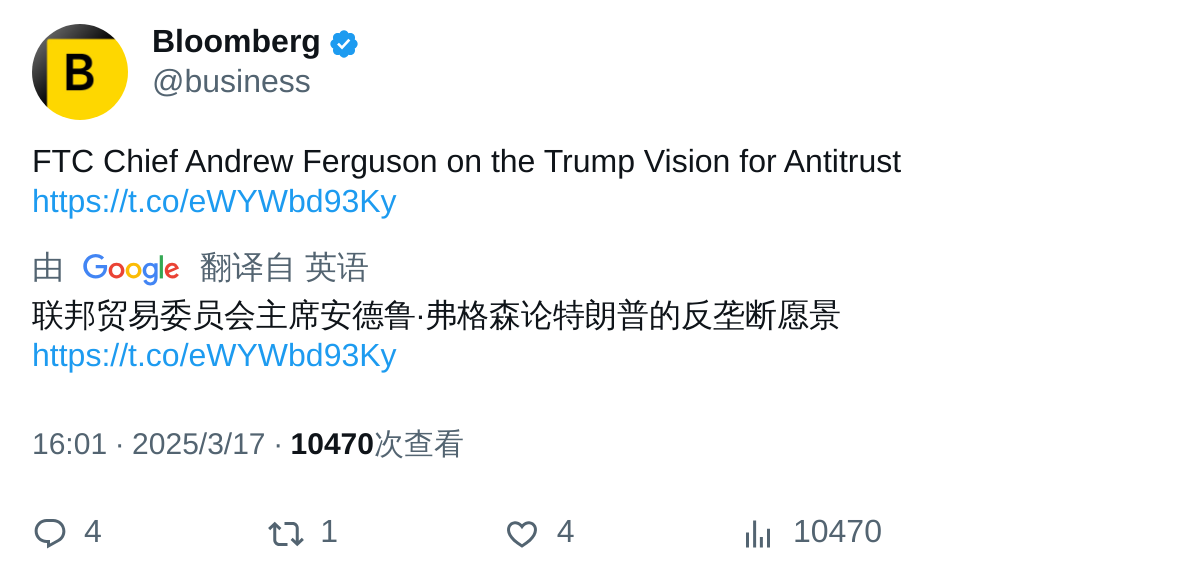 B
Bloomberg
@business
FTC Chief Andrew Ferguson on the Trump Vision for Antitrust
https://t.co/eWYWbd93Ky
由 Google 翻译自 英语
联邦贸易委员会主席安德鲁·弗格森论特朗普的反垄断愿景
https://t.co/eWYWbd93Ky
16:01 · 2025/3/17 · 10470次查看
4 1 4 10470